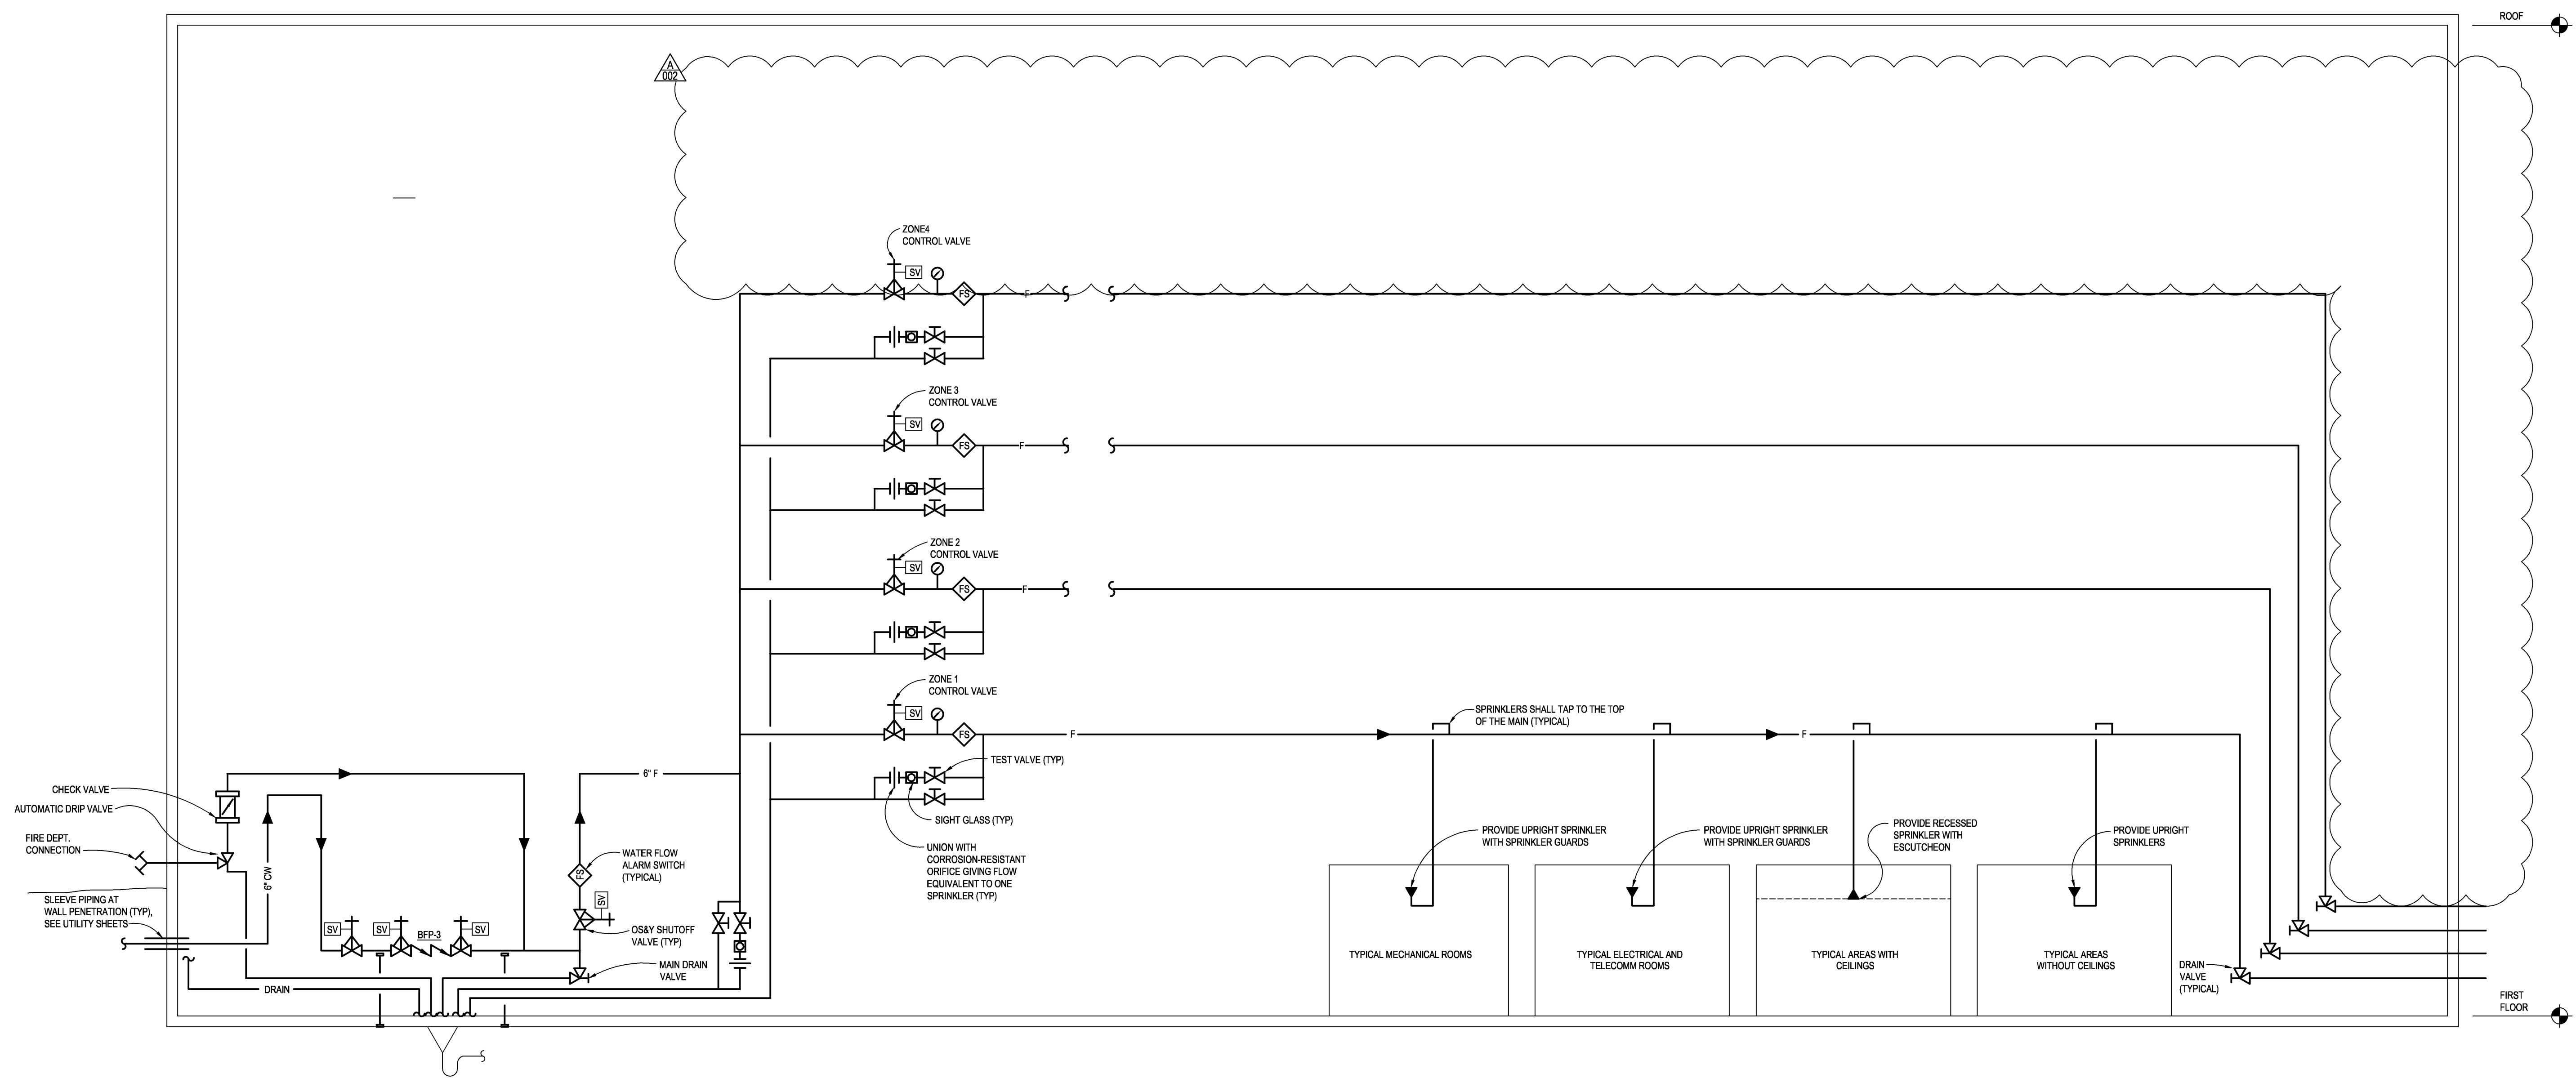 ROOF
A
002
ZONE4
CONTROL VALVE
SV
FS
F
ZONE 3
CONTROL VALVE
SV
FS
F
ZONE 2
CONTROL VALVE
SV
FS
F
ZONE 1
CONTROL VALVE
SV
FS
F
SPRINKLERS SHALL TAP TO THE TOP
OF THE MAIN (TYPICAL)
F
TEST VALVE (TYP)
SIGHT GLASS (TYP)
UNION WITH
CORROSION-RESISTANT
ORIFICE GIVING FLOW
EQUIVALENT TO ONE
SPRINKLER (TYP)
6" F
CHECK VALVE
AUTOMATIC DRIP VALVE
FIRE DEPT.
CONNECTION
6" CW
SLEEVE PIPING AT
WALL PENETRATION (TYP),
SEE UTILITY SHEETS
WATER FLOW
ALARM SWITCH
(TYPICAL)
FS
SV
OS&Y SHUTOFF
VALVE (TYP)
SV
SV
BFP-3
SV
MAIN DRAIN
VALVE
DRAIN
PROVIDE UPRIGHT SPRINKLER
WITH SPRINKLER GUARDS
PROVIDE UPRIGHT SPRINKLER
WITH SPRINKLER GUARDS
PROVIDE RECESSED
SPRINKLER WITH
ESCUTCHEON
PROVIDE UPRIGHT
SPRINKLERS
TYPICAL MECHANICAL ROOMS
TYPICAL ELECTRICAL AND
TELECOMM ROOMS
TYPICAL AREAS WITH
CEILINGS
TYPICAL AREAS
WITHOUT CEILINGS
DRAIN
VALVE
(TYPICAL)
FIRST
FLOOR